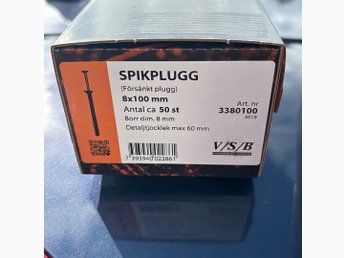 SPIKPLUGG
(Försänkt plugg)
8x100 mm
Antal ca 50 st
Borr dim. 8 mm
Detaljtjocklek max 60 mm
Art. nr
3380100
7 393940 022861
V/S/B